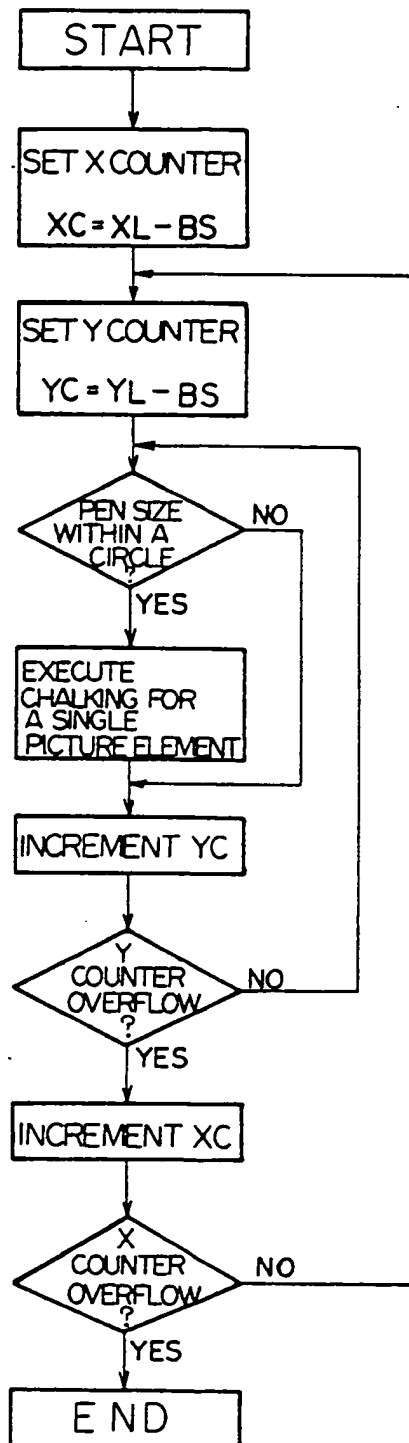 START
SET X COUNTER
XC = XL - BS
SET Y COUNTER
YC = YL - BS
PEN SIZE
WITHIN A
CIRCLE
?
NO
YES
EXECUTE
CHALKING FOR
A SINGLE
PICTURE ELEMENT
INCREMENT YC
Y
COUNTER
OVERFLOW
?
NO
YES
INCREMENT XC
X
COUNTER
OVERFLOW
?
NO
YES
END